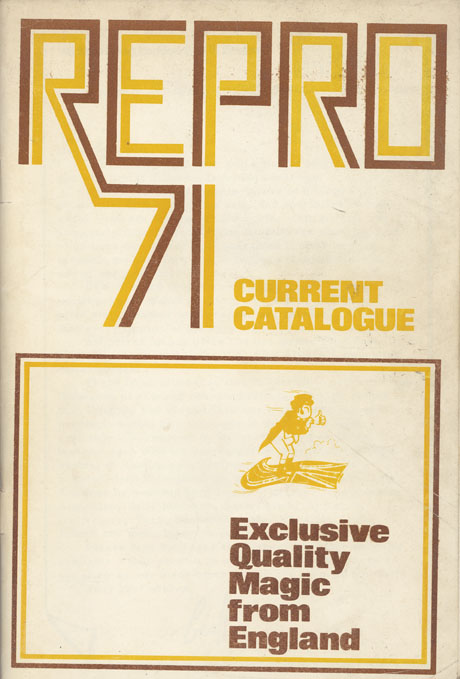 REPRO
71
CURRENT
CATALOGUE
Exclusive
Quality
Magic
from
England